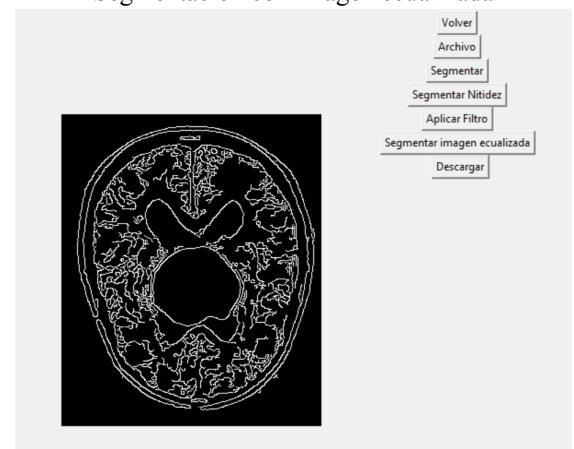 Volver
Archivo
Segmentar
Segmentar Nitidez
Aplicar Filtro
Segmentar imagen ecualizada
Descargar